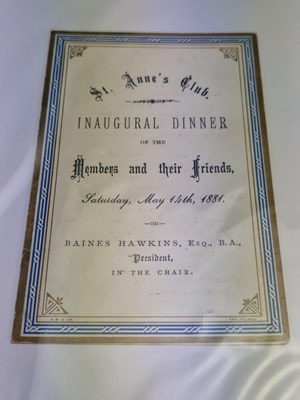 St. Anne's Club.
INAUGURAL DINNER
OF THE
Members and their Friends,
Saturday, May 14th, 1881.
BAINES HAWKINS, ESQ., B.A.,
President,
IN THE CHAIR.